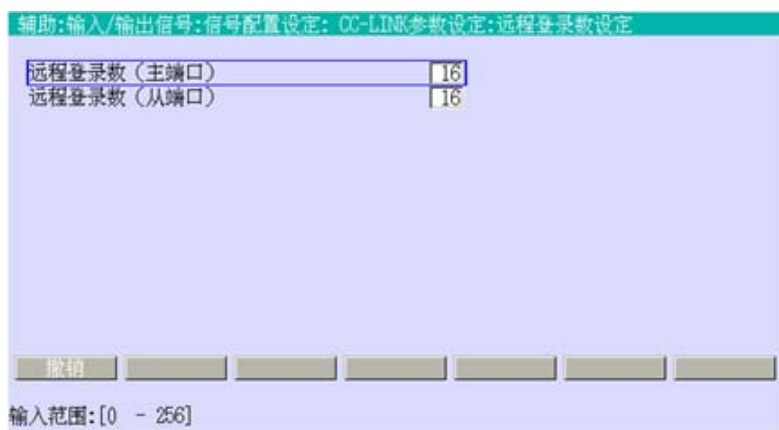 辅助:输入/输出信号:信号配置设定: CC-LINK参数设定:远程登录数设定
远程登录数（主端口） 16
远程登录数（从端口） 16
撤销
输入范围:[0 - 256]